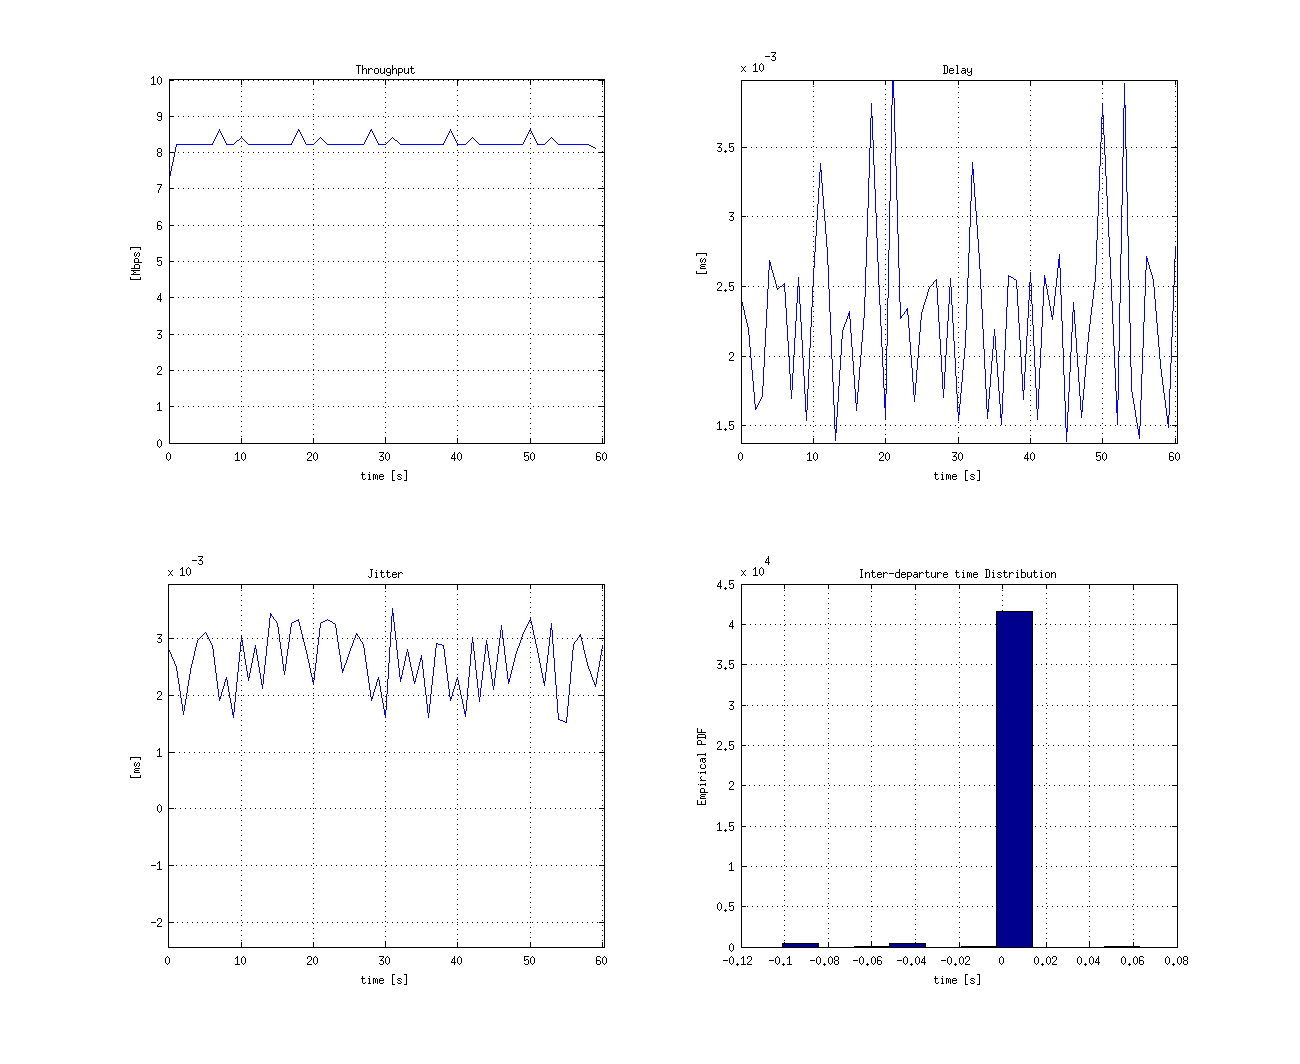 Throughput
10
9
8
7
6
5
4
3
2
1
0
[Mbps]
0 10 20 30 40 50 60
time [s]
x 10 -3
Delay
3.5
3
2.5
2
1.5
[ms]
0 10 20 30 40 50 60
time [s]
x 10 -3
Jitter
3
2
1
0
-1
-2
[ms]
0 10 20 30 40 50 60
time [s]
x 10 4
Inter-departure time Distribution
4.5
4
3.5
3
2.5
2
1.5
1
0.5
0
Empirical PDF
-0.12 -0.1 -0.08 -0.06 -0.04 -0.02 0 0.02 0.04 0.06 0.08
time [s]